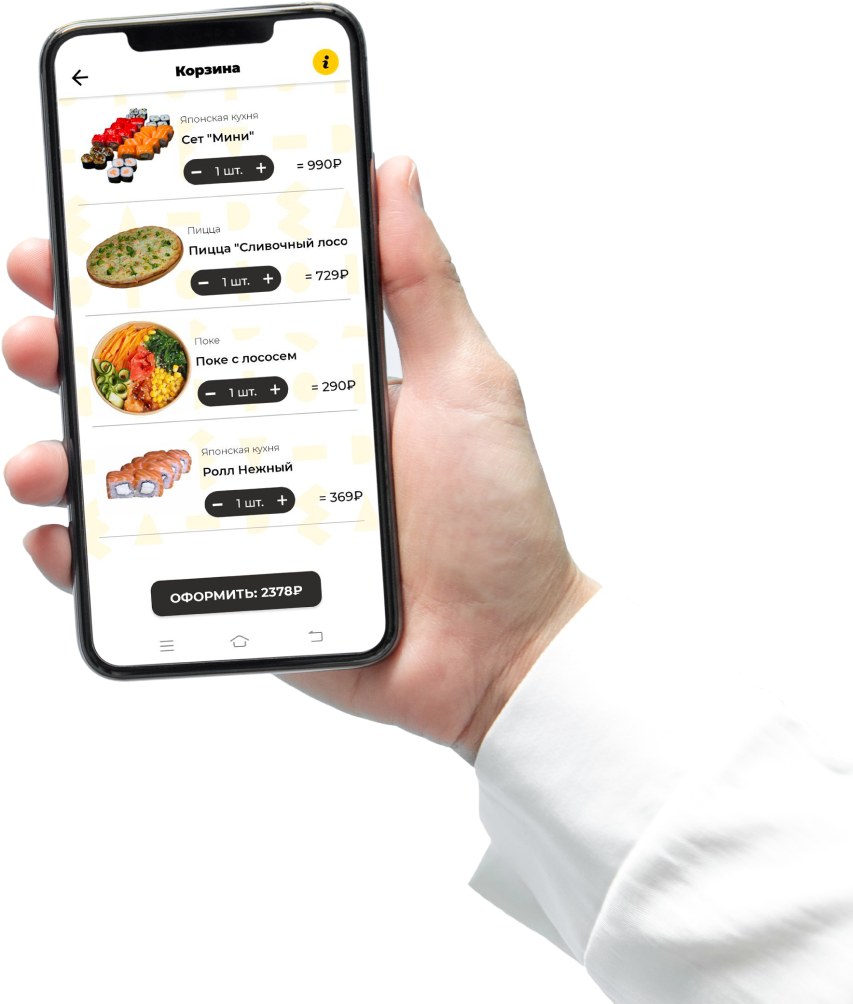 Корзина
i
Японская кухня
Сет "Мини"
− 1 шт. + = 990₽
Пицца
Пицца "Сливочный лосо
− 1 шт. + = 729₽
Поке
Поке с лососем
− 1 шт. + = 290₽
Японская кухня
Ролл Нежный
− 1 шт. + = 369₽
ОФОРМИТЬ: 2378₽